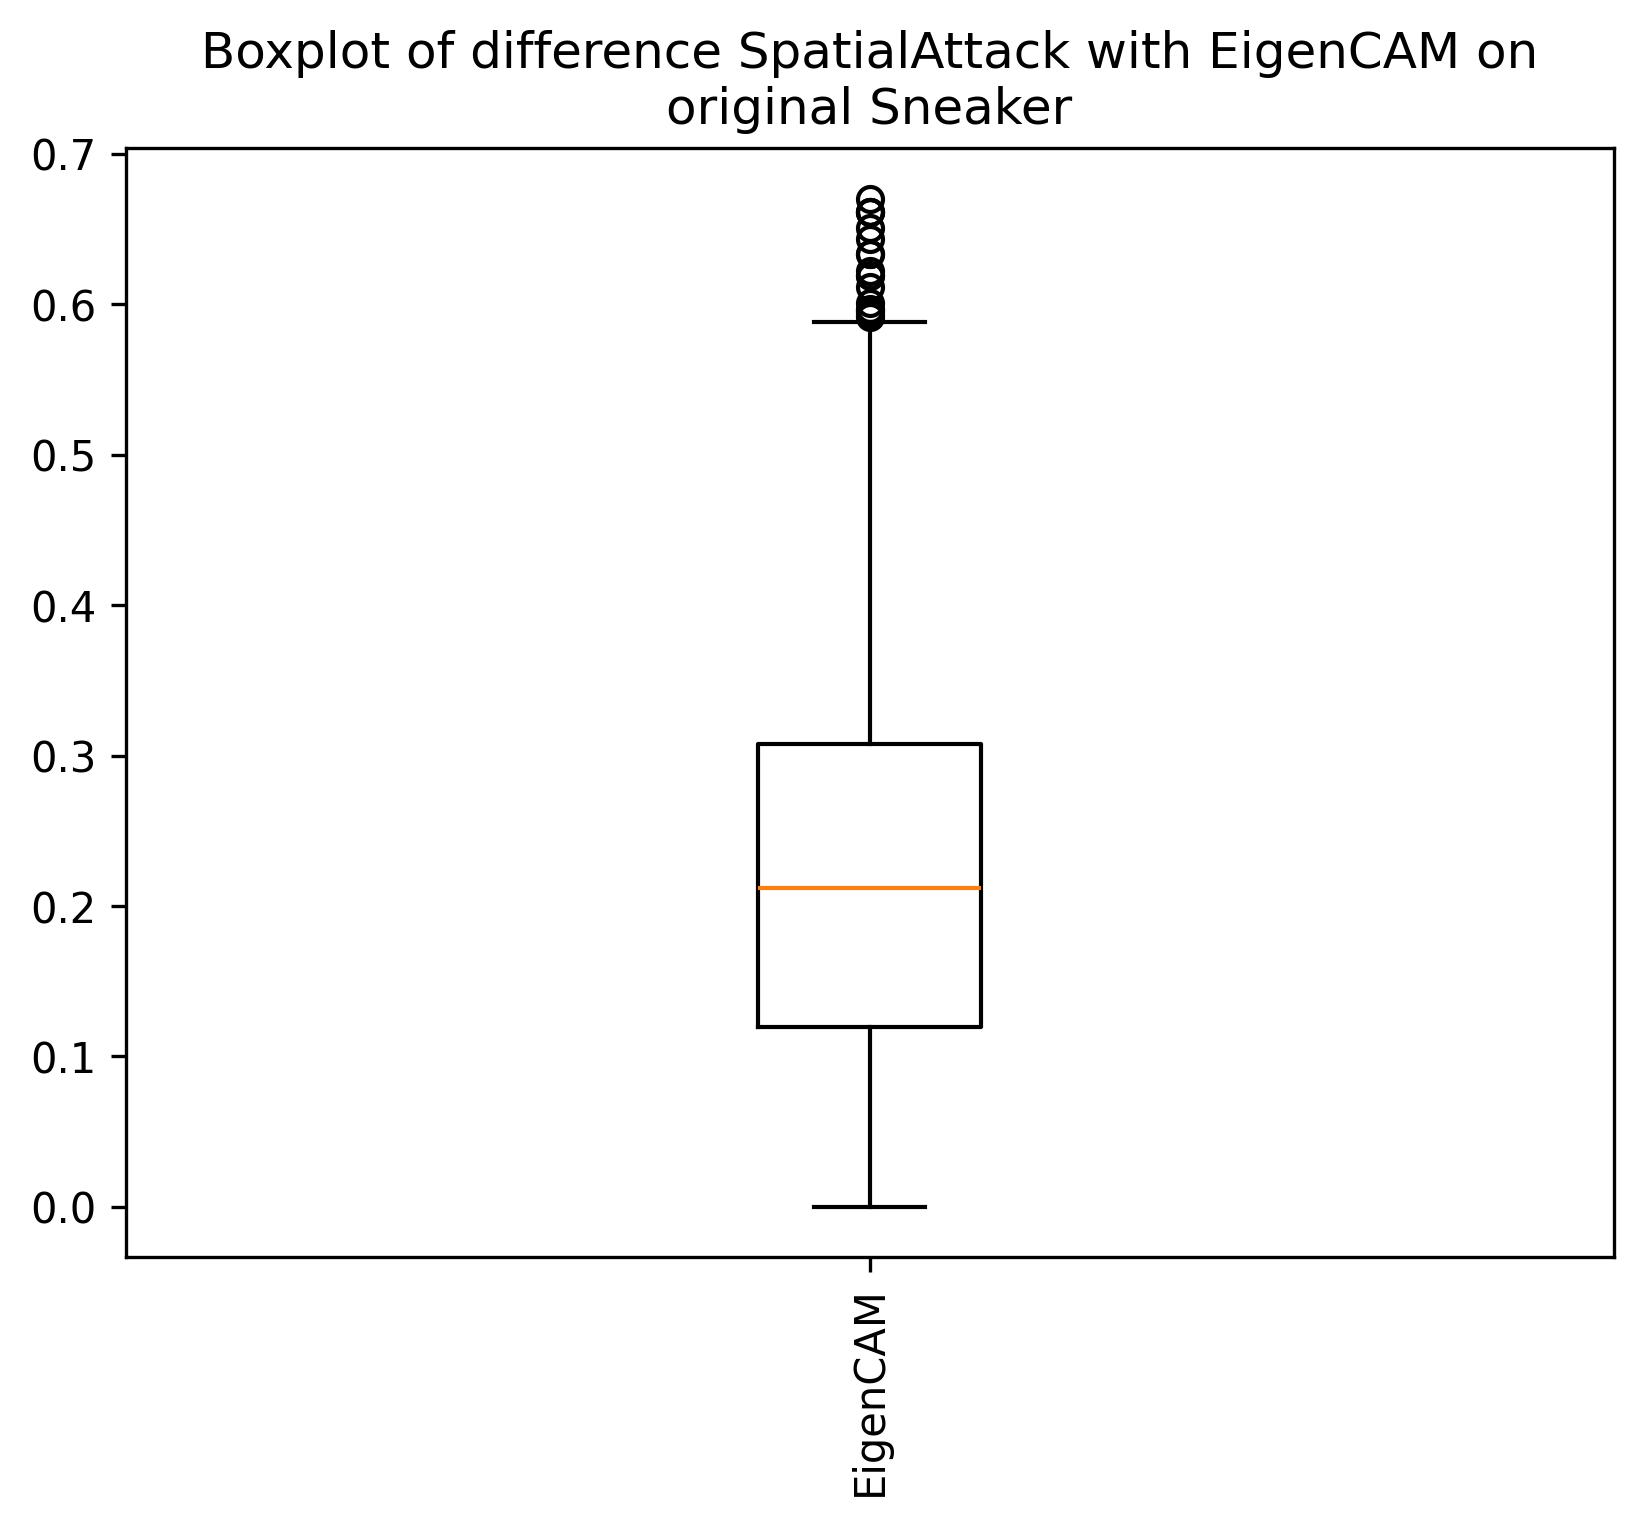 Boxplot of difference SpatialAttack with EigenCAM on
original Sneaker
0.7
0.6
0.5
0.4
0.3
0.2
0.1
0.0
EigenCAM